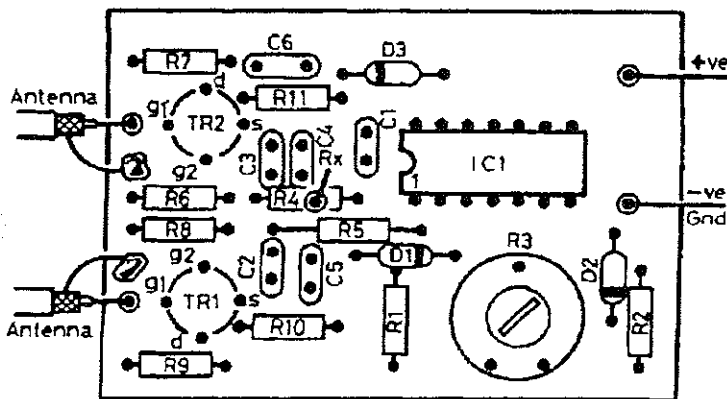 C6
D3
+ve
R7
Antenna
d
R11
g1
TR2
s
C1
C4
C3
Rx
IC1
1
g2
R6
R4
-ve
Gnd
R8
R5
g2
C2
C5
D1
R3
D2
g1
TR1
s
R1
R2
Antenna
R10
d
R9